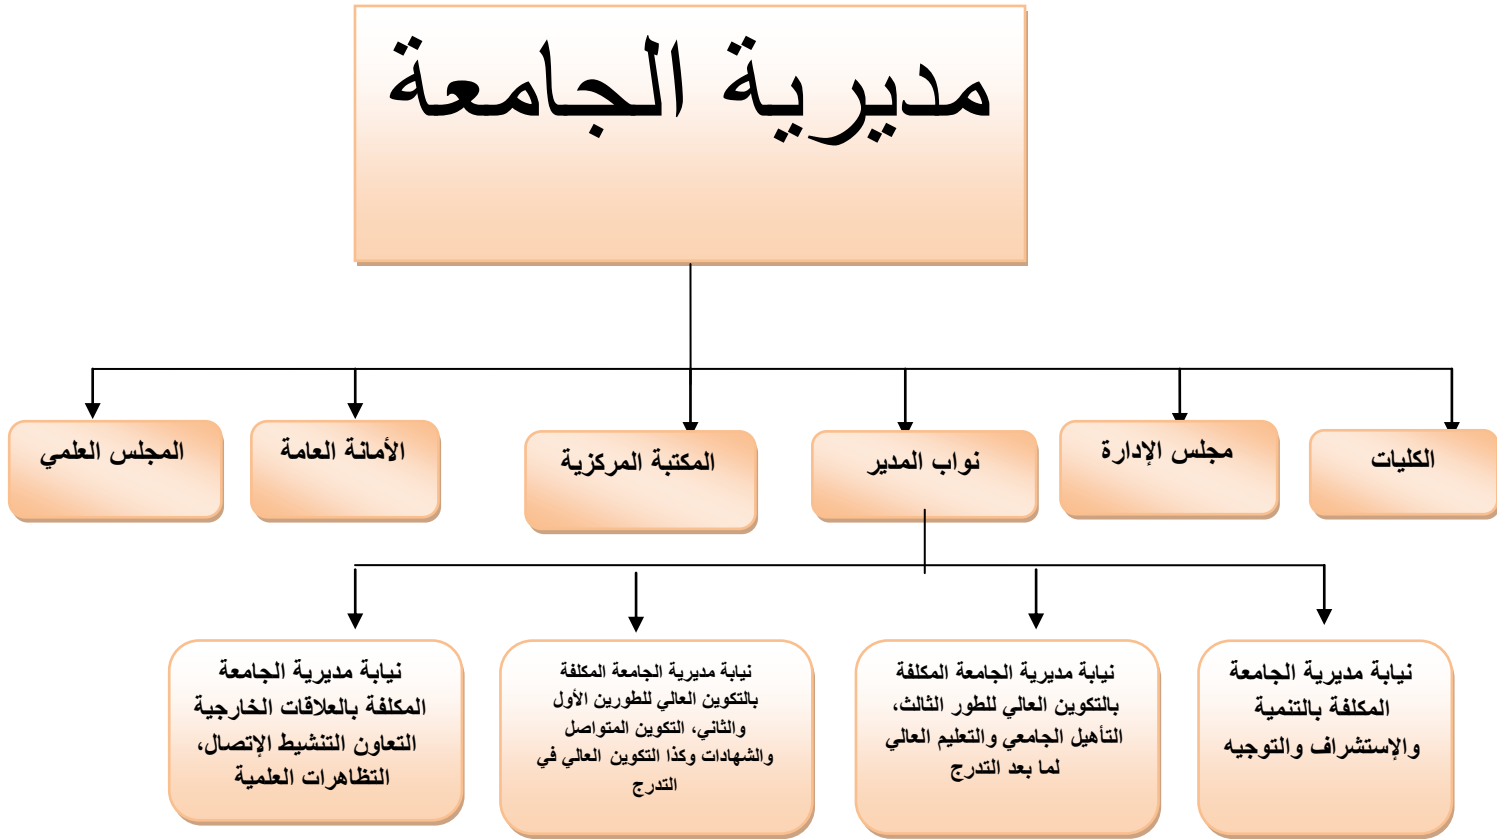 مديرية الجامعة
الكليات
مجلس الإدارة
نواب المدير
المكتبة المركزية
الأمانة العامة
المجلس العلمي
نيابة مديرية الجامعة
المكلفة بالتنمية
والإستشراف والتوجيه
نيابة مديرية الجامعة المكلفة
بالتكوين العالي للطور الثالث،
التأهيل الجامعي والتعليم العالي
لما بعد التدرج
نيابة مديرية الجامعة المكلفة
بالتكوين العالي للطورين الأول
والثاني، التكوين المتواصل
والشهادات وكذا التكوين العالي في
التدرج
نيابة مديرية الجامعة
المكلفة بالعلاقات الخارجية
التعاون التنشيط الإتصال،
التظاهرات العلمية